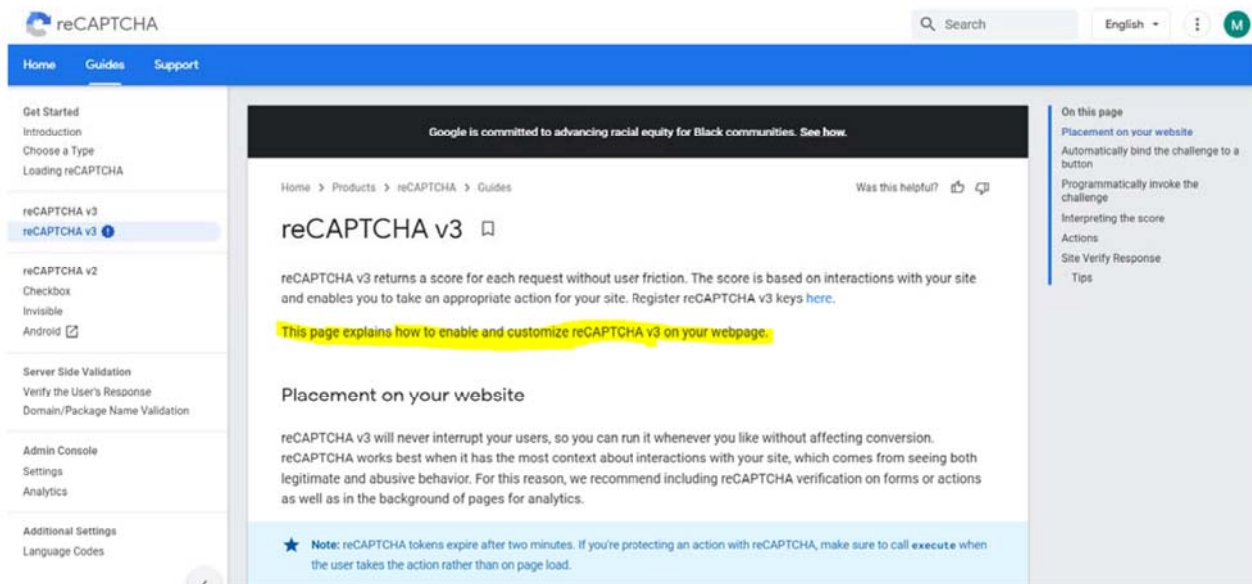 reCAPTCHA
Search
English
M
Home Guides Support
Get Started
Introduction
Choose a Type
Loading reCAPTCHA
reCAPTCHA v3
reCAPTCHA v3
reCAPTCHA v2
Checkbox
Invisible
Android
Server Side Validation
Verify the User's Response
Domain/Package Name Validation
Admin Console
Settings
Analytics
Additional Settings
Language Codes
Google is committed to advancing racial equity for Black communities. See how.
Home > Products > reCAPTCHA > Guides
Was this helpful?
reCAPTCHA v3
reCAPTCHA v3 returns a score for each request without user friction. The score is based on interactions with your site
and enables you to take an appropriate action for your site. Register reCAPTCHA v3 keys here.
This page explains how to enable and customize reCAPTCHA v3 on your webpage.
Placement on your website
reCAPTCHA v3 will never interrupt your users, so you can run it whenever you like without affecting conversion.
reCAPTCHA works best when it has the most context about interactions with your site, which comes from seeing both
legitimate and abusive behavior. For this reason, we recommend including reCAPTCHA verification on forms or actions
as well as in the background of pages for analytics.
Note: reCAPTCHA tokens expire after two minutes. If you're protecting an action with reCAPTCHA, make sure to call execute when
the user takes the action rather than on page load.
On this page
Placement on your website
Automatically bind the challenge to a
button
Programmatically invoke the
challenge
Interpreting the score
Actions
Site Verify Response
Tips